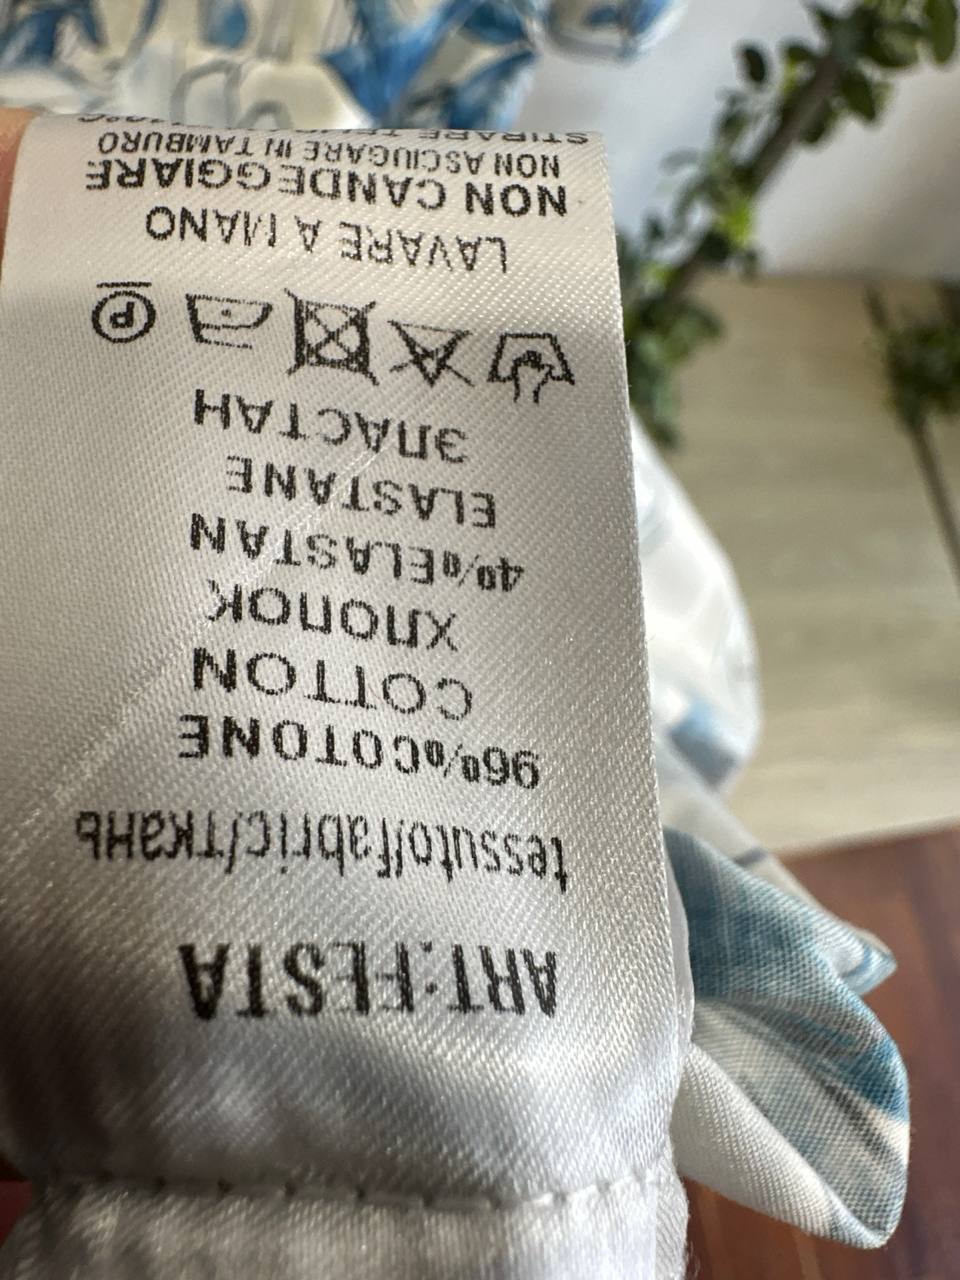 ART:FESTA
tessuto/fabric/ткань
96%COTONE
COTTON
ХЛОПОК
4%ELASTAN
ELASTANE
ЭЛАСТАН
P
LAVARE A MANO
NON CANDEGGIARE
NON ASCIUGARE IN TAMBURO
STIRARE